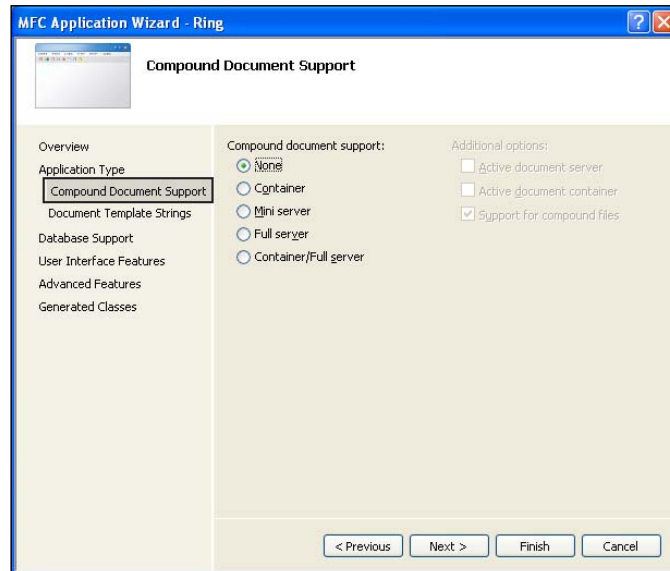 MFC Application Wizard - Ring
Compound Document Support
Overview
Application Type
Compound Document Support
Document Template Strings
Database Support
User Interface Features
Advanced Features
Generated Classes
Compound document support:
None
Container
Mini server
Full server
Container/Full server
Additional options:
Active document server
Active document container
Support for compound files
< Previous
Next >
Finish
Cancel